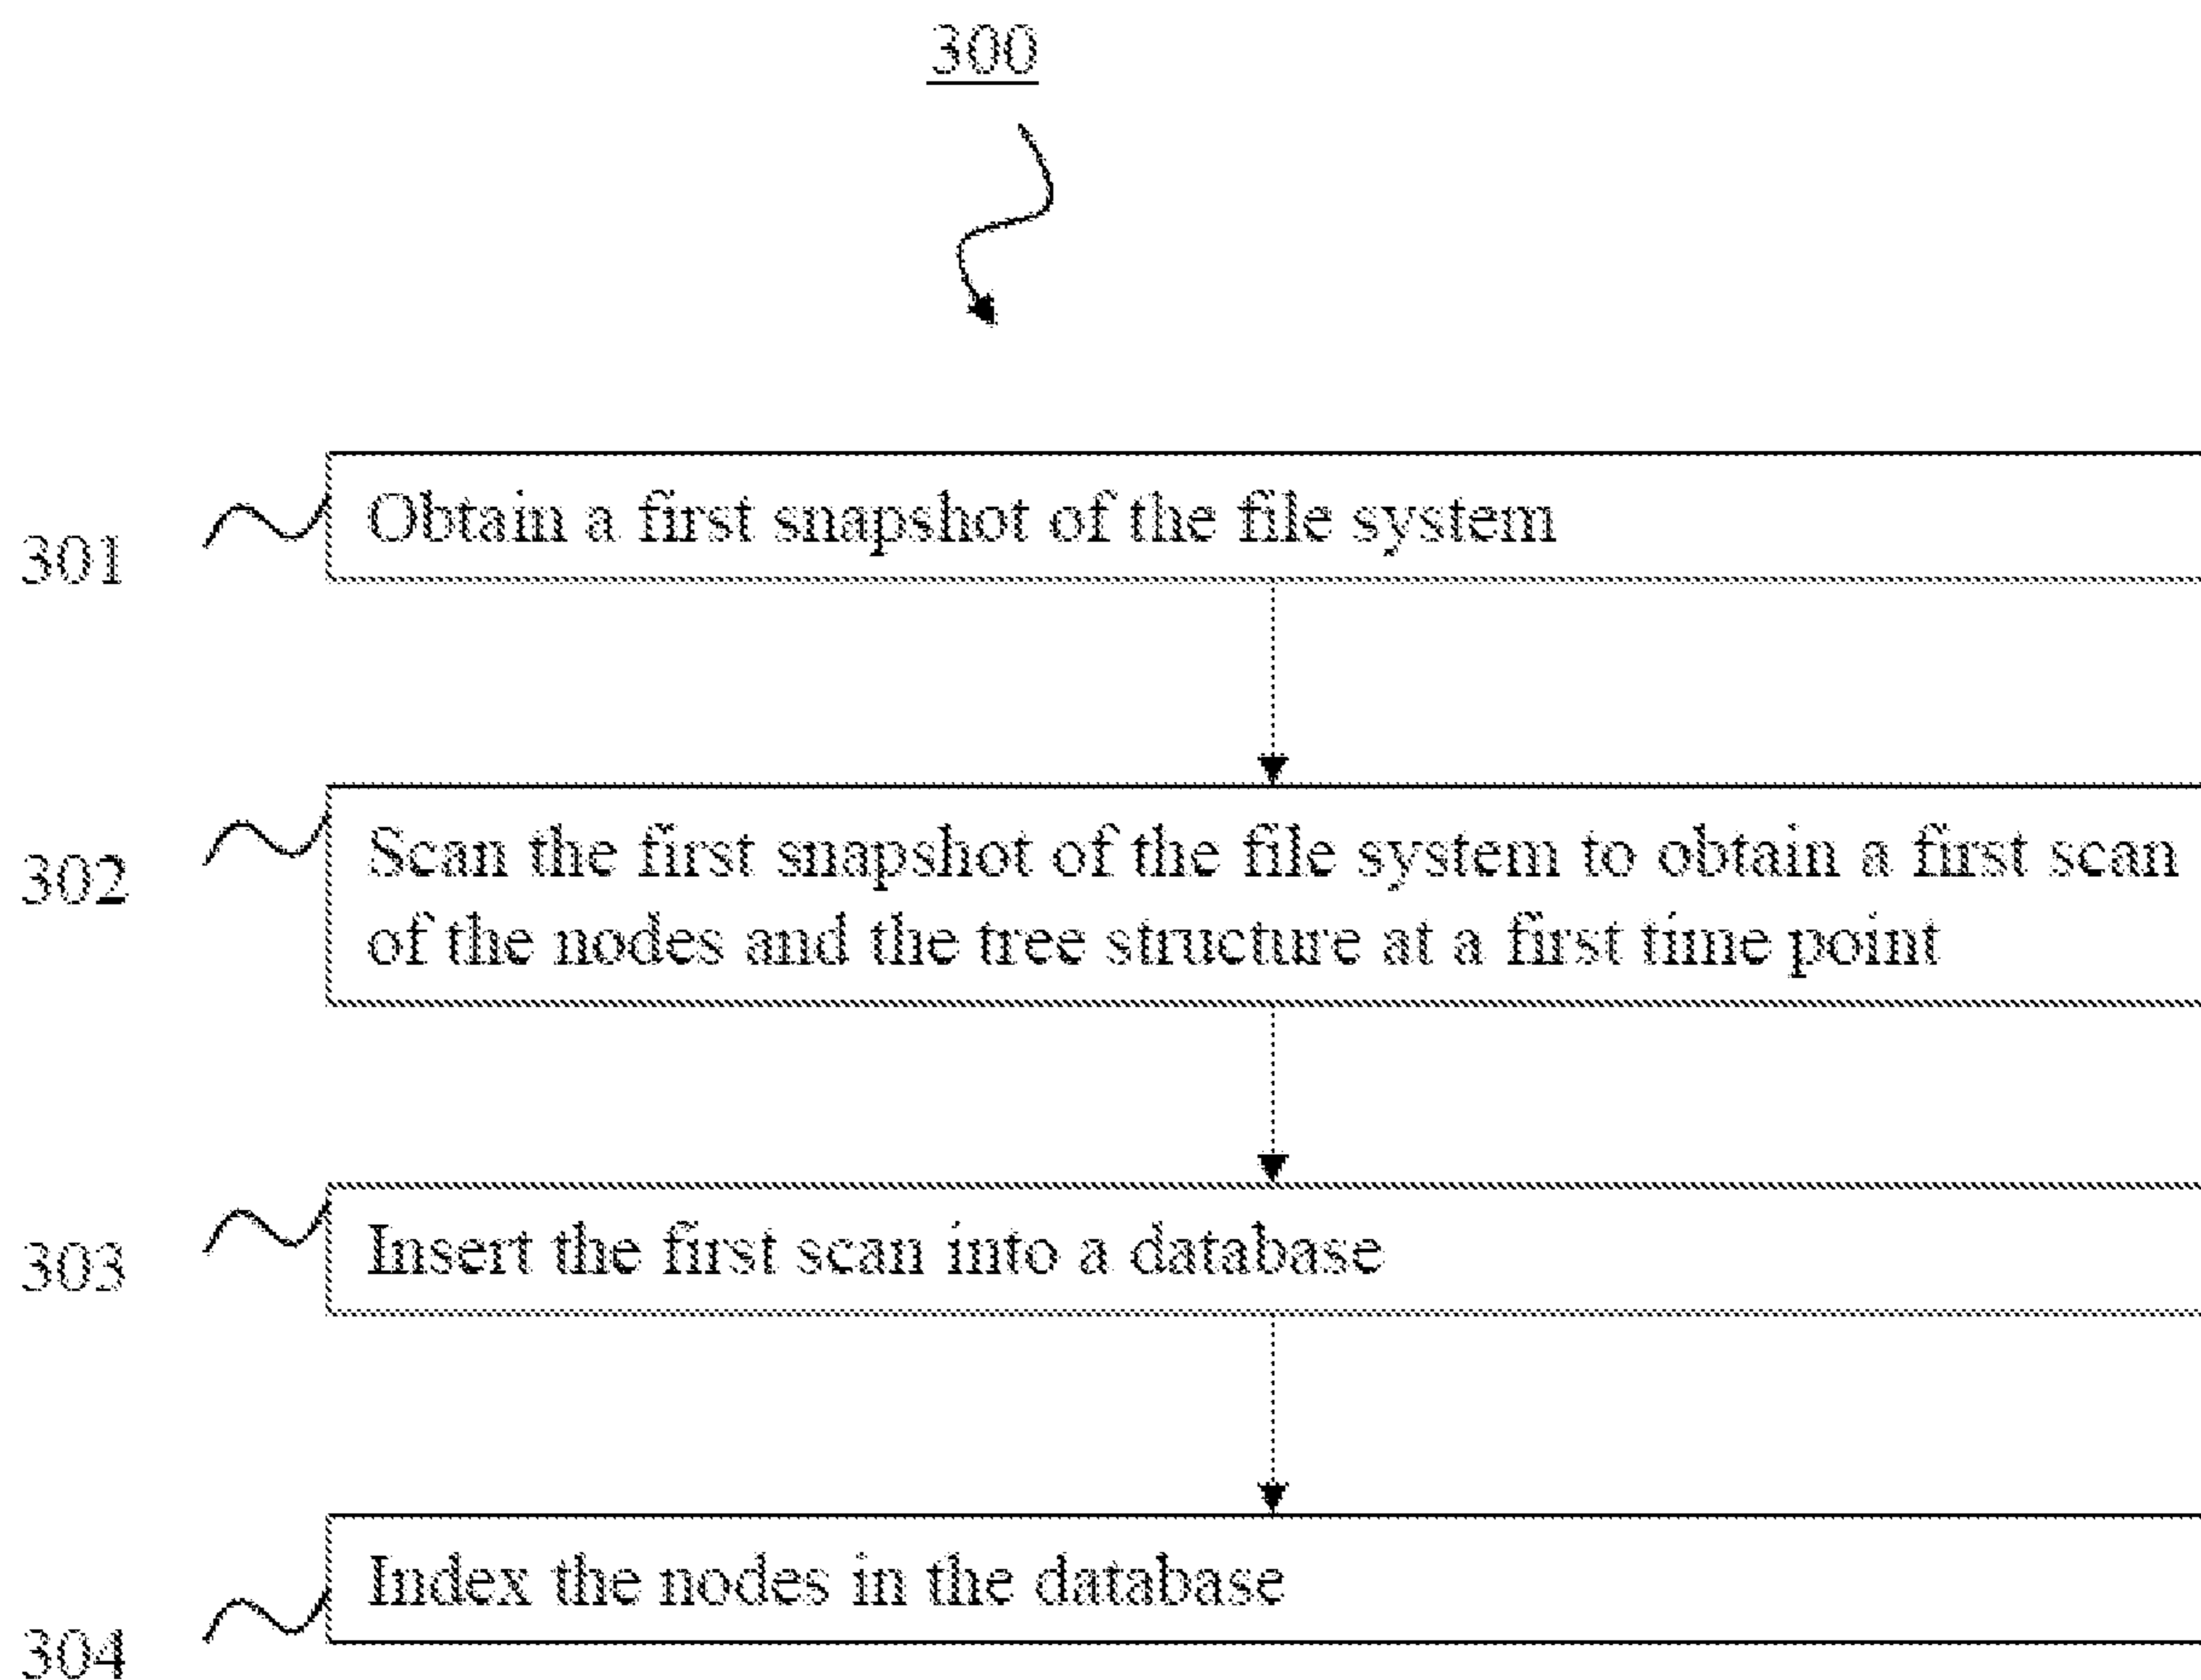 300
301
Obtain a first snapshot of the file system
302
Scan the first snapshot of the file system to obtain a first scan
of the nodes and the tree structure at a first time point
303
Insert the first scan into a database
304
Index the nodes in the database